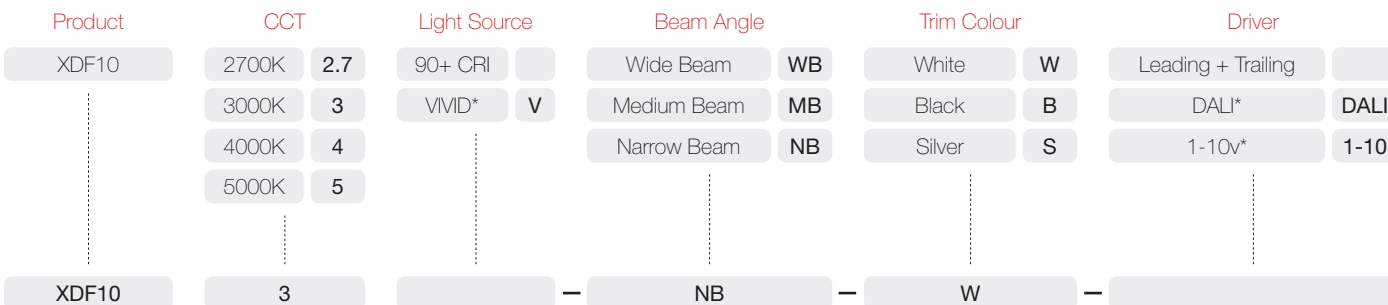 Product CCT Light Source Beam Angle Trim Colour Driver
XDF10 2700K 2.7 90+ CRI Wide Beam WB White W Leading + Trailing
3000K 3 VIVID* V Medium Beam MB Black B DALI* DALI
4000K 4 Narrow Beam NB Silver S 1-10v* 1-10
5000K 5
XDF10 3 – NB – W –